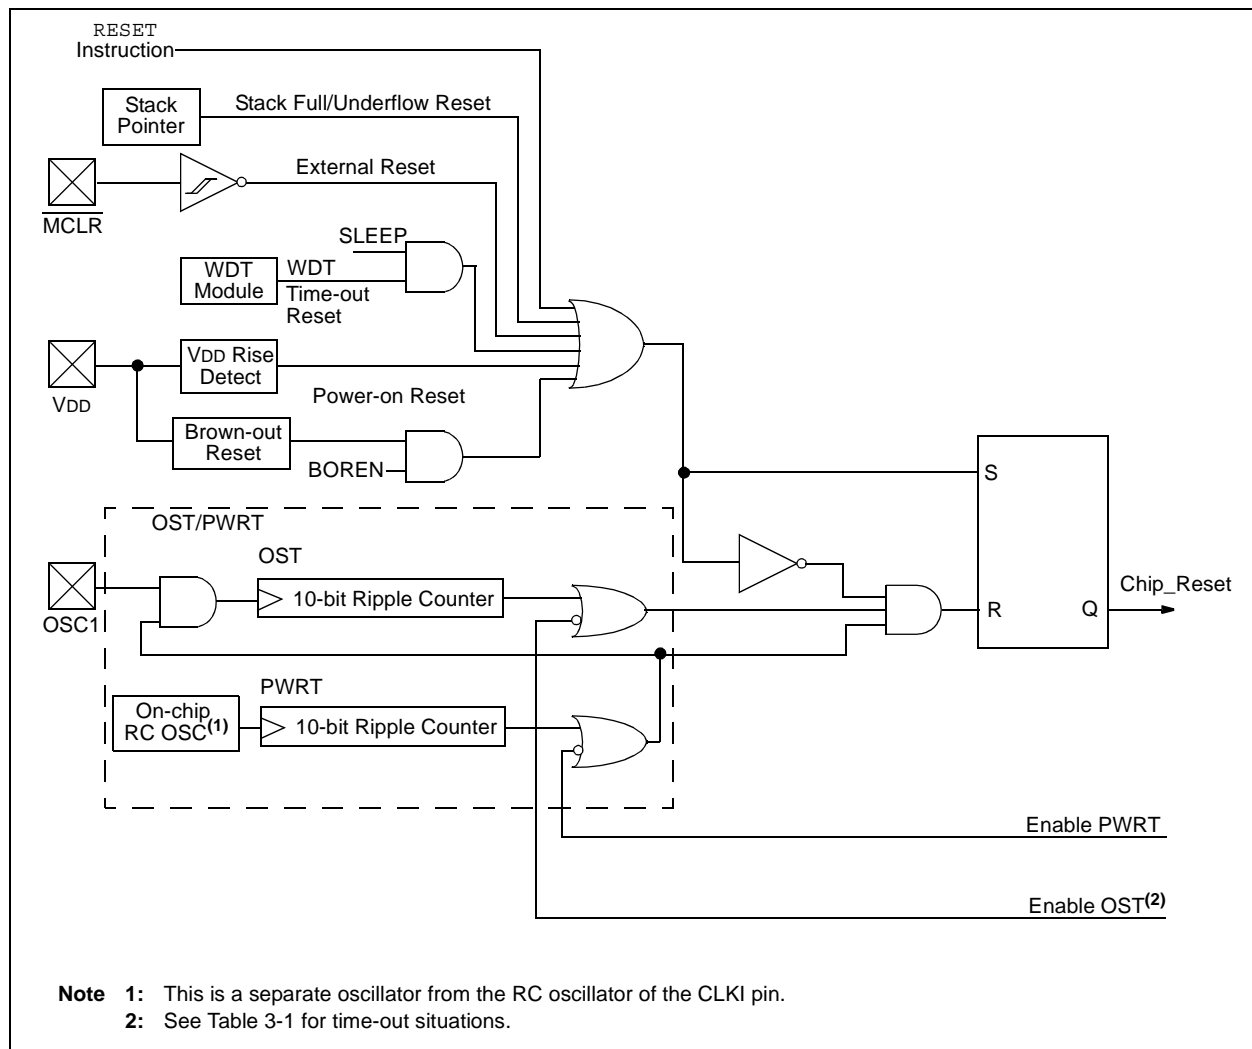 RESET
Instruction
Stack
Pointer
Stack Full/Underflow Reset
External Reset
MCLR
SLEEP
WDT
Module
WDT
Time-out
Reset
VDD Rise
Detect
VDD
Power-on Reset
Brown-out
Reset
BOREN
S
OST/PWRT
OST
10-bit Ripple Counter
OSC1
Chip_Reset
R
Q
PWRT
On-chip
RC OSC(1)
10-bit Ripple Counter
Enable PWRT
Enable OST(2)
Note 1: This is a separate oscillator from the RC oscillator of the CLKI pin.
2: See Table 3-1 for time-out situations.